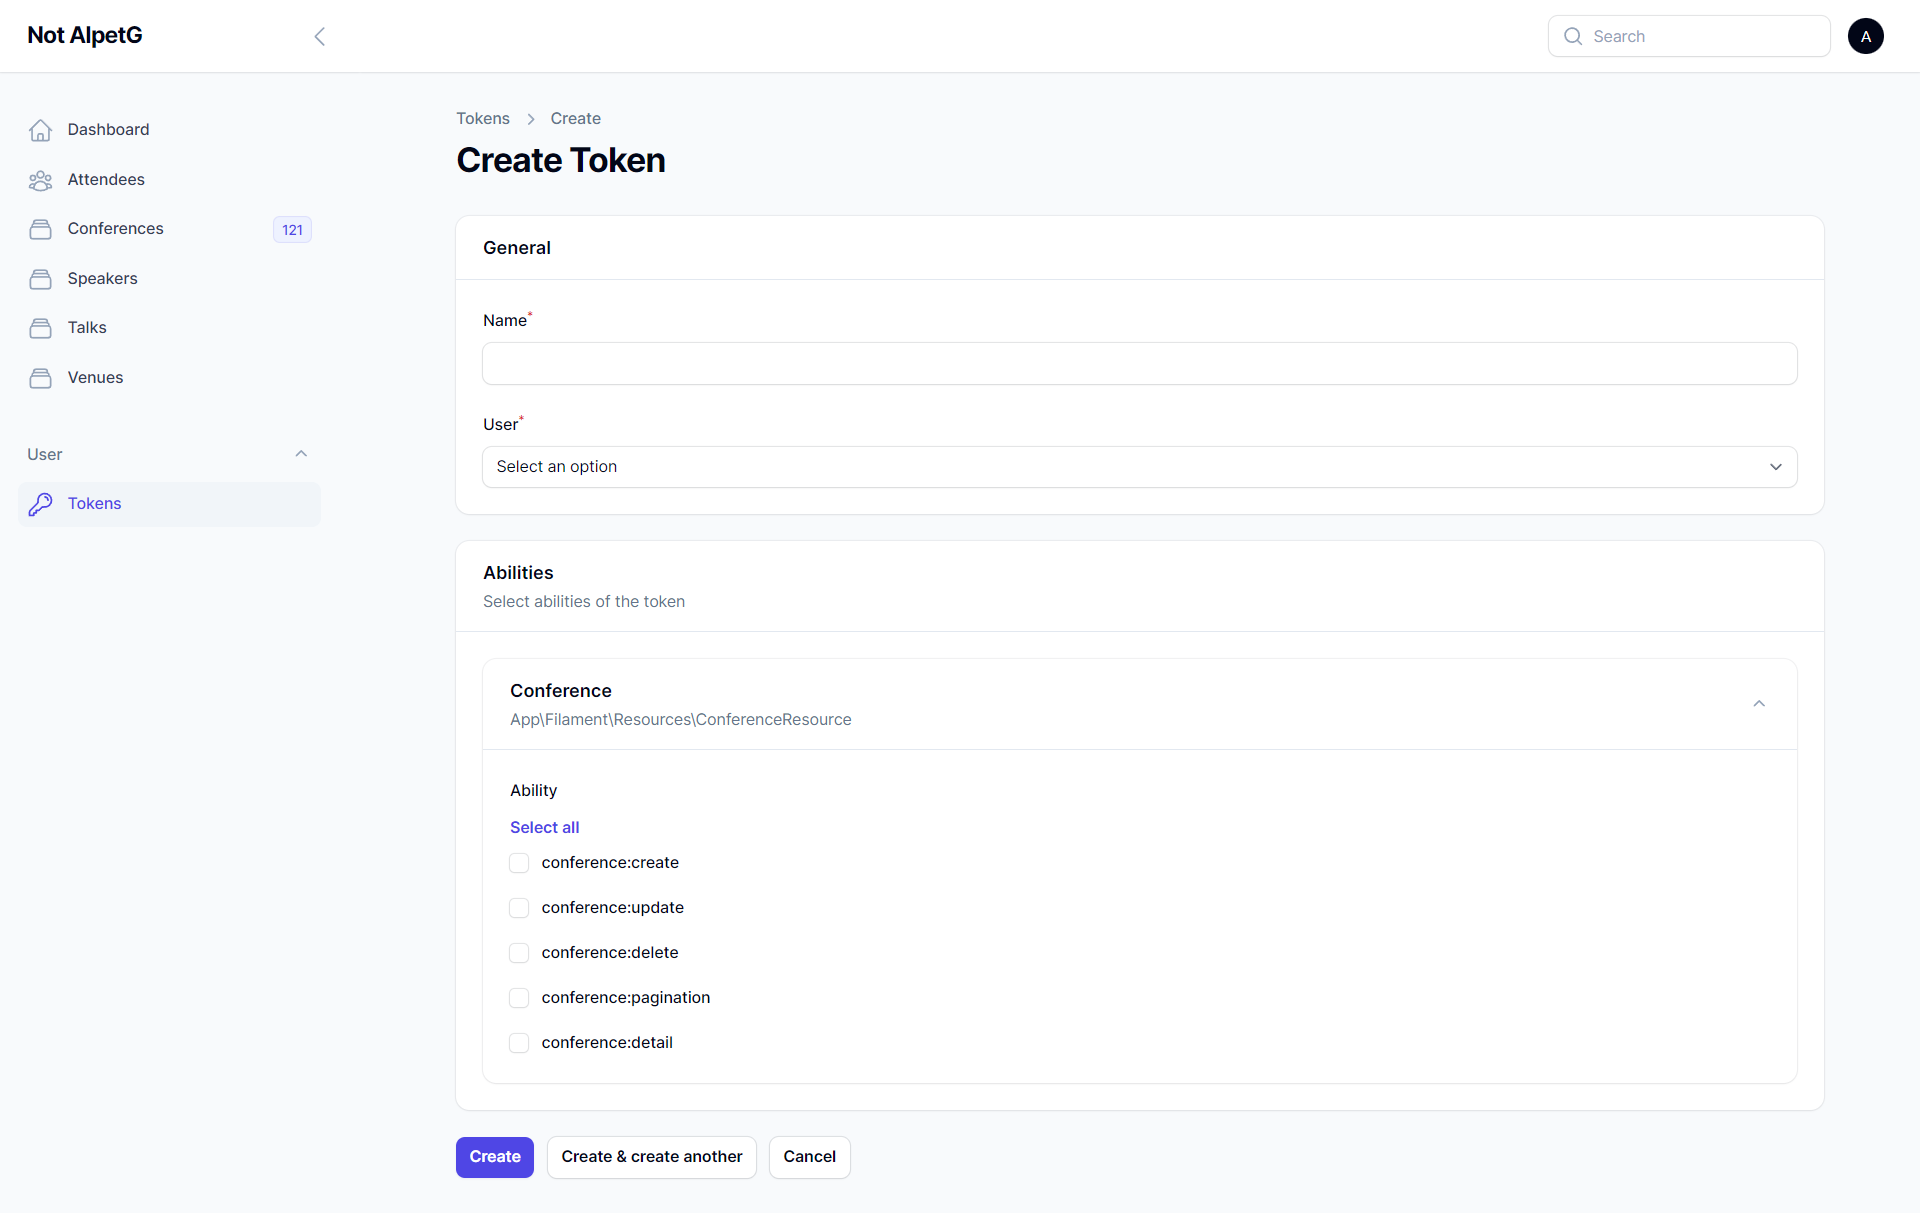 Not AlpetG
Search
A
Dashboard
Attendees
Conferences
121
Speakers
Talks
Venues
User
Tokens
Tokens
Create
Create Token
General
Name*
User*
Select an option
Abilities
Select abilities of the token
Conference
App\Filament\Resources\ConferenceResource
Ability
Select all
conference:create
conference:update
conference:delete
conference:pagination
conference:detail
Create
Create & create another
Cancel